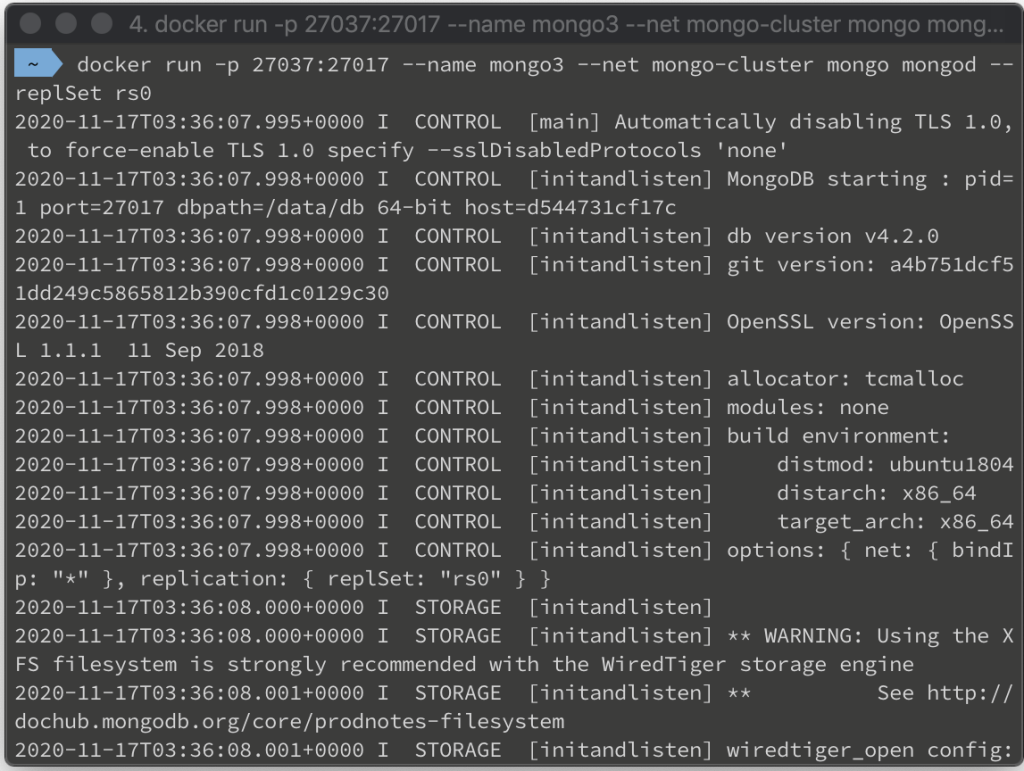 4. docker run -p 27037:27017 --name mongo3 --net mongo-cluster mongo mong...
~ docker run -p 27037:27017 --name mongo3 --net mongo-cluster mongo mongod --
replSet rs0
2020-11-17T03:36:07.995+0000 I  CONTROL  [main] Automatically disabling TLS 1.0,
 to force-enable TLS 1.0 specify --sslDisabledProtocols 'none'
2020-11-17T03:36:07.998+0000 I  CONTROL  [initandlisten] MongoDB starting : pid=
1 port=27017 dbpath=/data/db 64-bit host=d544731cf17c
2020-11-17T03:36:07.998+0000 I  CONTROL  [initandlisten] db version v4.2.0
2020-11-17T03:36:07.998+0000 I  CONTROL  [initandlisten] git version: a4b751dcf5
1dd249c5865812b390cfd1c0129c30
2020-11-17T03:36:07.998+0000 I  CONTROL  [initandlisten] OpenSSL version: OpenSS
L 1.1.1  11 Sep 2018
2020-11-17T03:36:07.998+0000 I  CONTROL  [initandlisten] allocator: tcmalloc
2020-11-17T03:36:07.998+0000 I  CONTROL  [initandlisten] modules: none
2020-11-17T03:36:07.998+0000 I  CONTROL  [initandlisten] build environment:
2020-11-17T03:36:07.998+0000 I  CONTROL  [initandlisten]     distmod: ubuntu1804
2020-11-17T03:36:07.998+0000 I  CONTROL  [initandlisten]     distarch: x86_64
2020-11-17T03:36:07.998+0000 I  CONTROL  [initandlisten]     target_arch: x86_64
2020-11-17T03:36:07.998+0000 I  CONTROL  [initandlisten] options: { net: { bindI
p: "*" }, replication: { replSet: "rs0" } }
2020-11-17T03:36:08.000+0000 I  STORAGE  [initandlisten]
2020-11-17T03:36:08.000+0000 I  STORAGE  [initandlisten] ** WARNING: Using the X
FS filesystem is strongly recommended with the WiredTiger storage engine
2020-11-17T03:36:08.001+0000 I  STORAGE  [initandlisten] **          See http://
dochub.mongodb.org/core/prodnotes-filesystem
2020-11-17T03:36:08.001+0000 I  STORAGE  [initandlisten] wiredtiger_open config: